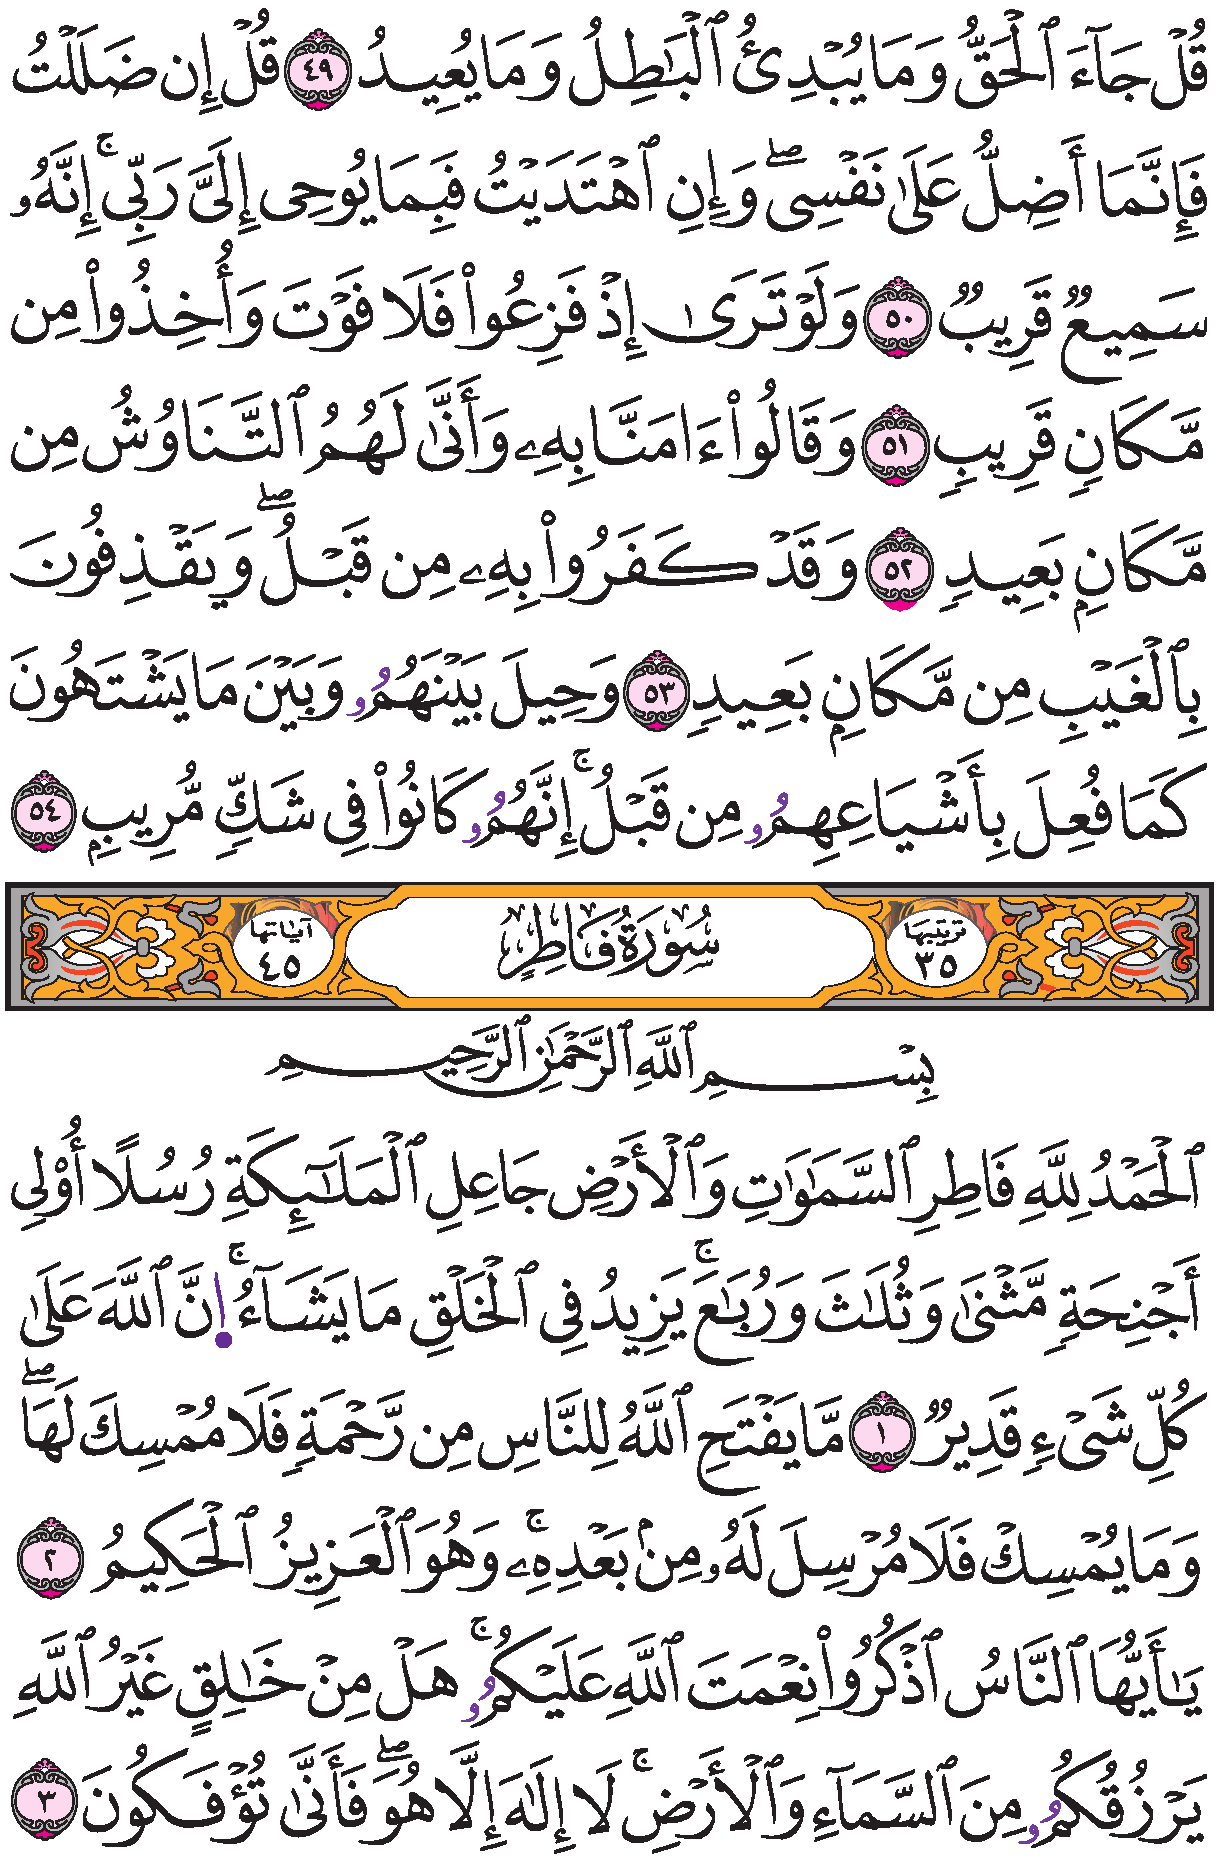 قُلْ جَآءَ ٱلْحَقُّ وَمَا يُبْدِئُ ٱلْبَٰطِلُ وَمَا يُعِيدُ ٤٩ قُلْ إِن ضَلَلْتُ
فَإِنَّمَآ أَضِلُّ عَلَىٰ نَفْسِى ۖ وَإِنِ ٱهْتَدَيْتُ فَبِمَا يُوحِى إِلَىَّ رَبِّى ۚ إِنَّهُۥ
سَمِيعٌ قَرِيبٌ ٥٠ وَلَوْ تَرَىٰ إِذْ فَزِعُوا۟ فَلَا فَوْتَ وَأُخِذُوا۟ مِن
مَّكَانٍ قَرِيبٍ ٥١ وَقَالُوٓا۟ ءَامَنَّا بِهِۦ وَأَنَّىٰ لَهُمُ ٱلتَّنَاوُشُ مِن
مَّكَانٍۭ بَعِيدٍ ٥٢ وَقَدْ كَفَرُوا۟ بِهِۦ مِن قَبْلُ ۖ وَيَقْذِفُونَ
بِٱلْغَيْبِ مِن مَّكَانٍۭ بَعِيدٍ ٥٣ وَحِيلَ بَيْنَهُمُۥ وَبَيْنَ مَا يَشْتَهُونَ
كَمَا فُعِلَ بِأَشْيَاعِهِمُۥ مِن قَبْلُ ۚ إِنَّهُمُۥ كَانُوا۟ فِى شَكٍّ مُّرِيبٍۭ ٥٤
ترتيبها ٣٥ سُورَةُ فَاطِرٍ آياتها ٤٥
بِسْمِ ٱللَّهِ ٱلرَّحْمَٰنِ ٱلرَّحِيمِ
ٱلْحَمْدُ لِلَّهِ فَاطِرِ ٱلسَّمَٰوَٰتِ وَٱلْأَرْضِ جَاعِلِ ٱلْمَلَٰٓئِكَةِ رُسُلًا أُو۟لِى
أَجْنِحَةٍ مَّثْنَىٰ وَثُلَٰثَ وَرُبَٰعَ ۚ يَزِيدُ فِى ٱلْخَلْقِ مَا يَشَآءُ ۚ اِ۪نَّ ٱللَّهَ عَلَىٰ
كُلِّ شَىْءٍ قَدِيرٌ ١ مَّا يَفْتَحِ ٱللَّهُ لِلنَّاسِ مِن رَّحْمَةٍ فَلَا مُمْسِكَ لَهَا ۖ
وَمَا يُمْسِكْ فَلَا مُرْسِلَ لَهُۥ مِنۢ بَعْدِهِۦ ۚ وَهُوَ ٱلْعَزِيزُ ٱلْحَكِيمُ ٢
يَٰٓأَيُّهَا ٱلنَّاسُ ٱذْكُرُوا۟ نِعْمَتَ ٱللَّهِ عَلَيْكُمُۥ ۚ هَلْ مِنْ خَٰلِقٍ غَيْرُ ٱللَّهِ
يَرْزُقُكُمُۥ مِنَ ٱلسَّمَآءِ وَٱلْأَرْضِ ۚ لَآ إِلَٰهَ إِلَّا هُوَ ۖ فَأَنَّىٰ تُؤْفَكُونَ ٣